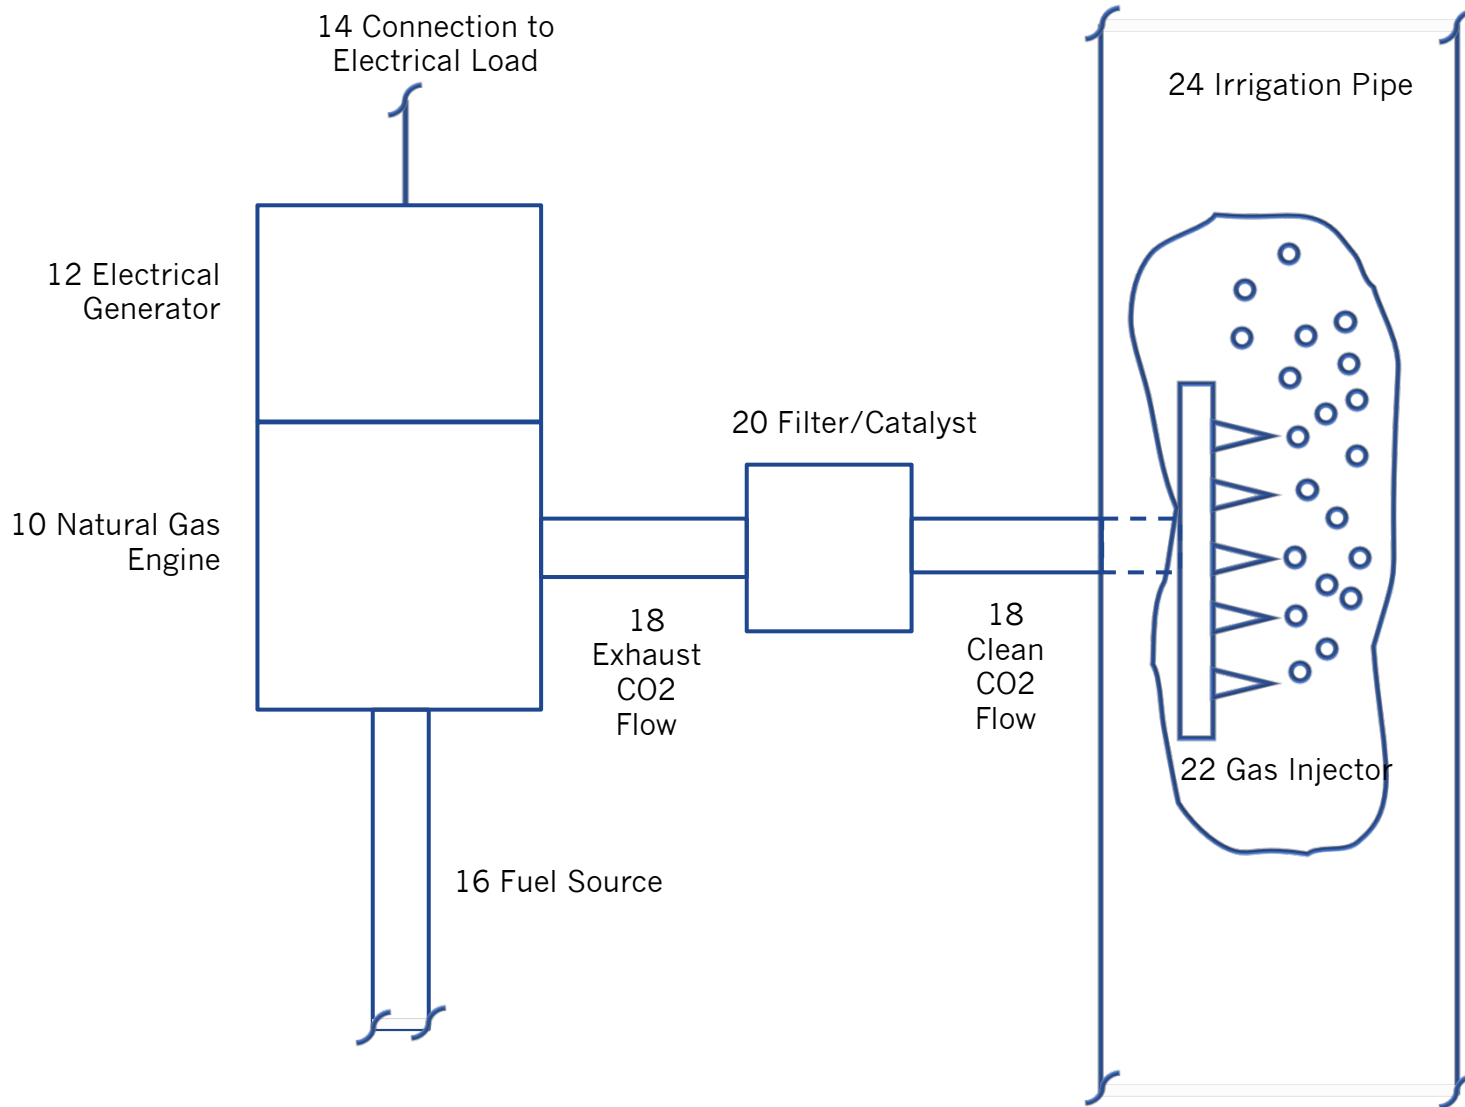 14 Connection to
Electrical Load
24 Irrigation Pipe
12 Electrical
Generator
20 Filter/Catalyst
10 Natural Gas
Engine
18
Exhaust
CO2
Flow
18
Clean
CO2
Flow
22 Gas Injector
16 Fuel Source